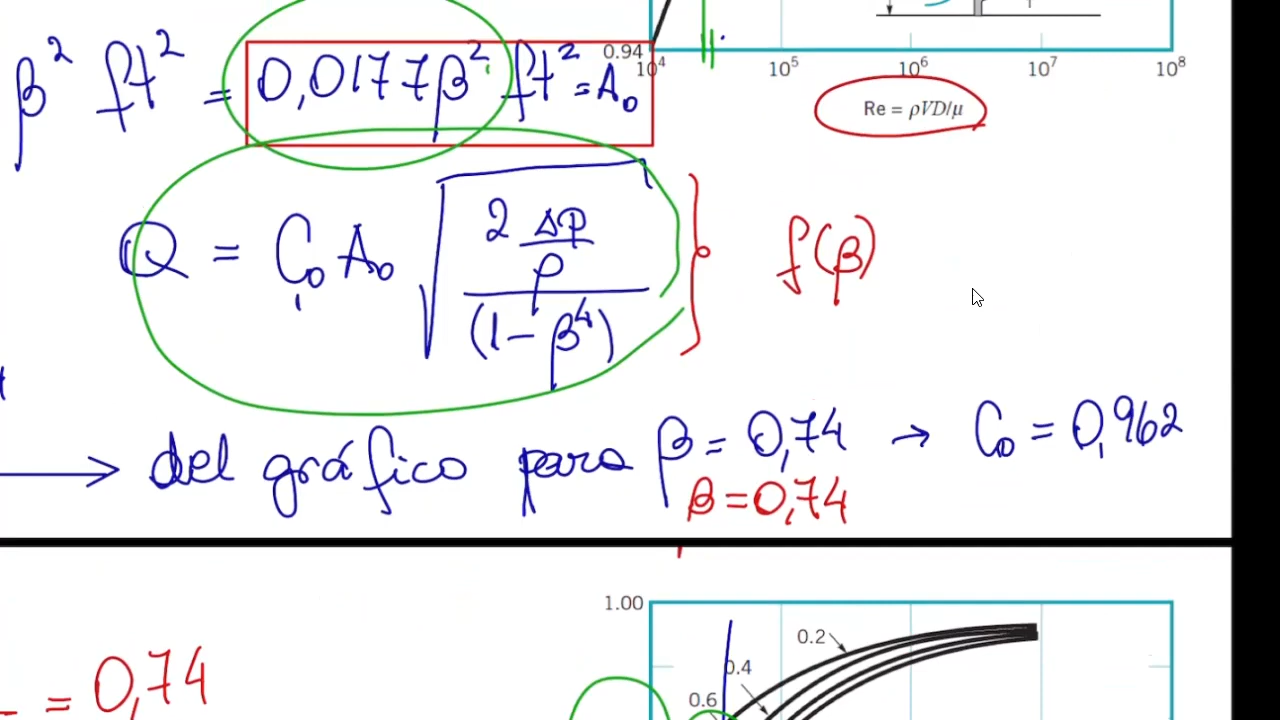 0.94
10⁴ 10⁵ 10⁶ 10⁷ 10⁸
β² ft² = 0,0177β² ft² = A₀
Re = ρVD/μ
Q = C₀ A₀ √(2 Δp/ρ / (1 − β⁴)) } f(β)
→ del gráfico para β = 0,74 → C₀ = 0,962
β = 0,74
1.00
0.2
0.4
0.6
= 0,74